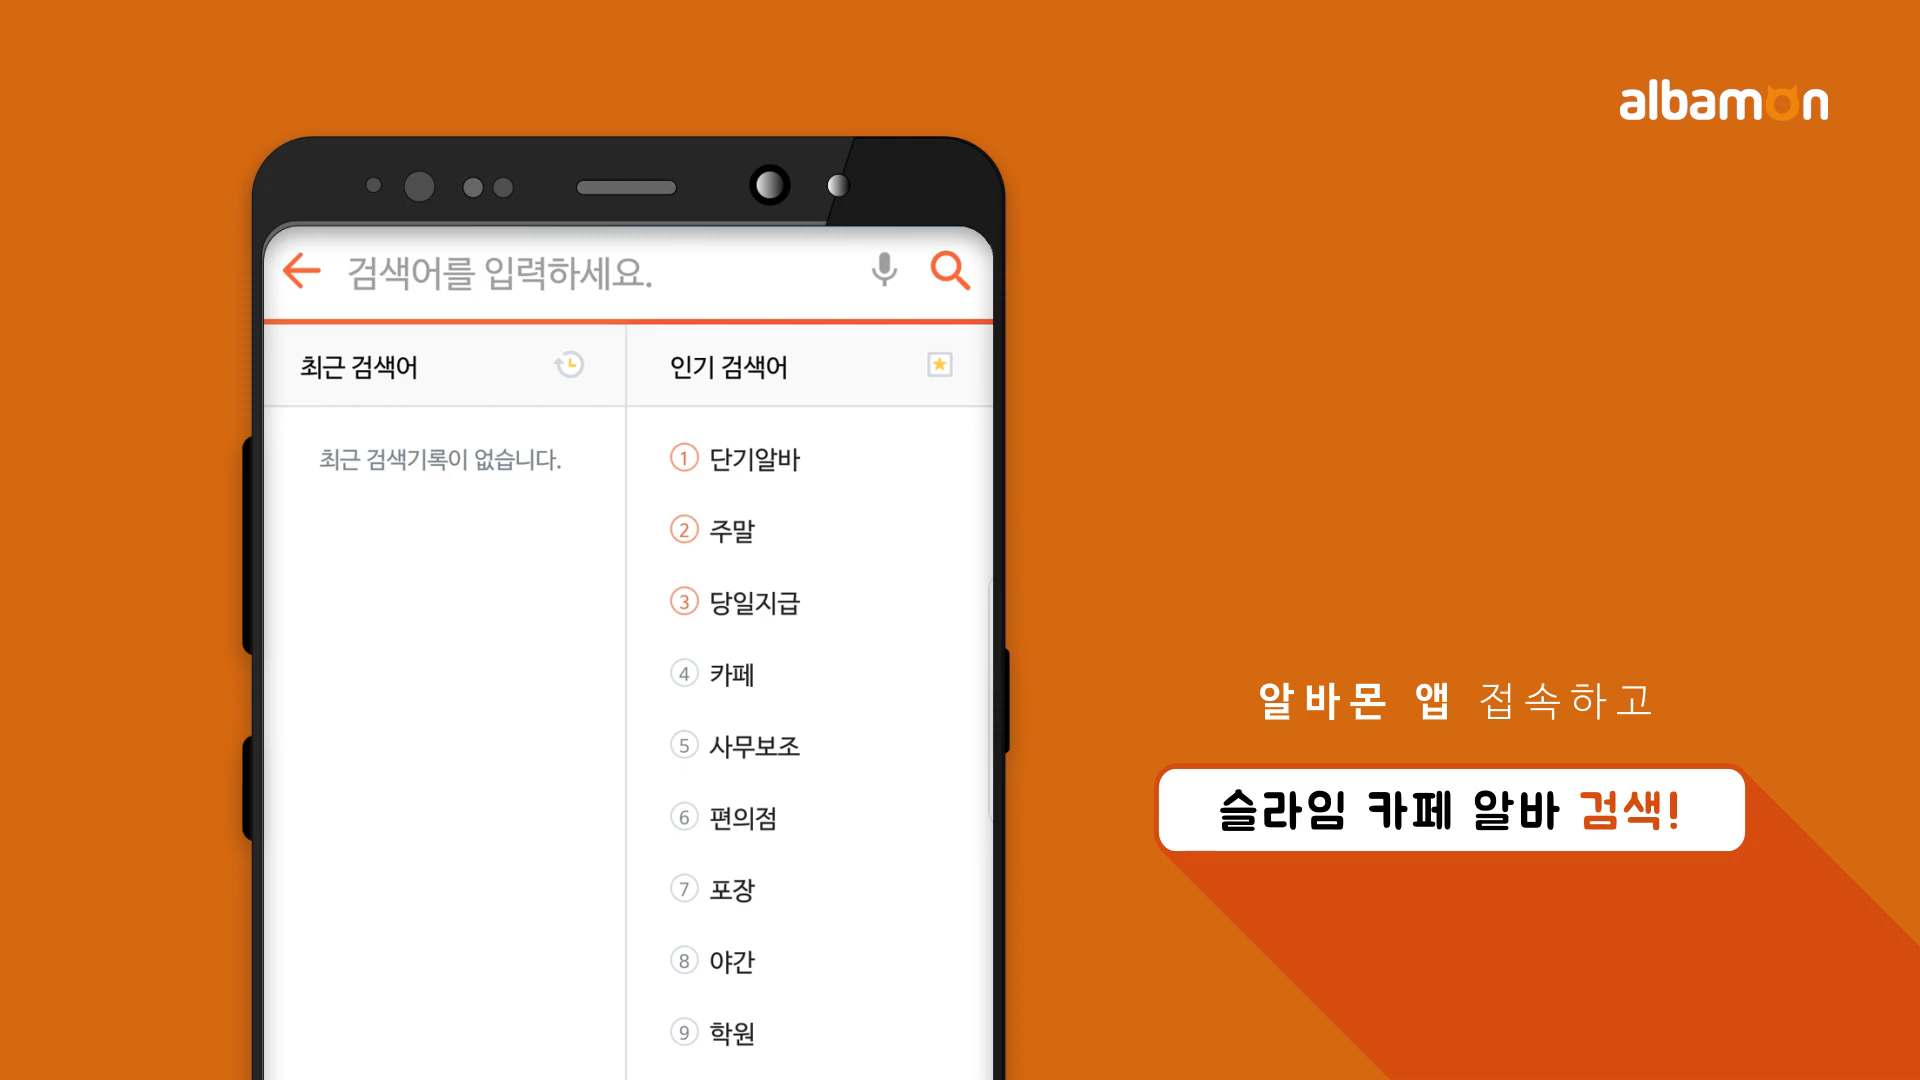 albamon
검색어를 입력하세요.
최근 검색어
인기 검색어
최근 검색기록이 없습니다.
1 단기알바
2 주말
3 당일지급
4 카페
5 사무보조
6 편의점
7 포장
8 야간
9 학원
알바몬 앱 접속하고
슬라임 카페 알바 검색!